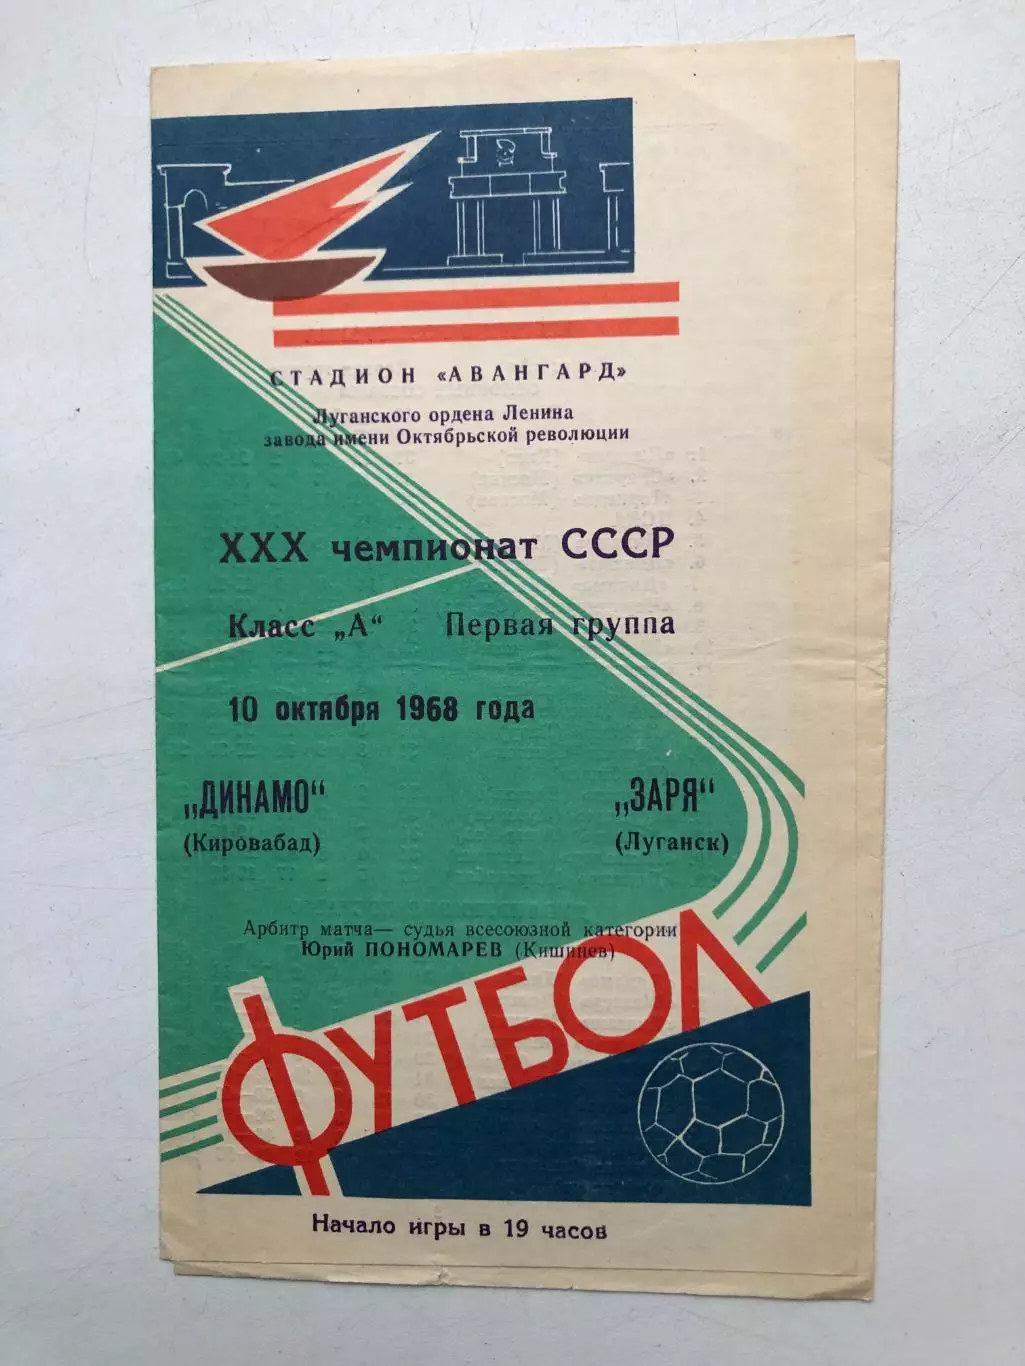 СТАДИОН «АВАНГАРД»
Луганского ордена Ленина
завода имени Октябрьской революции
XXX чемпионат СССР
Класс „А“ Первая группа
10 октября 1968 года
„ДИНАМО“ „ЗАРЯ“
(Кировабад) (Луганск)
Арбитр матча— судья всесоюзной категории
Юрий ПОНОМАРЕВ (Кишинев)
ФУТБОЛ
Начало игры в 19 часов